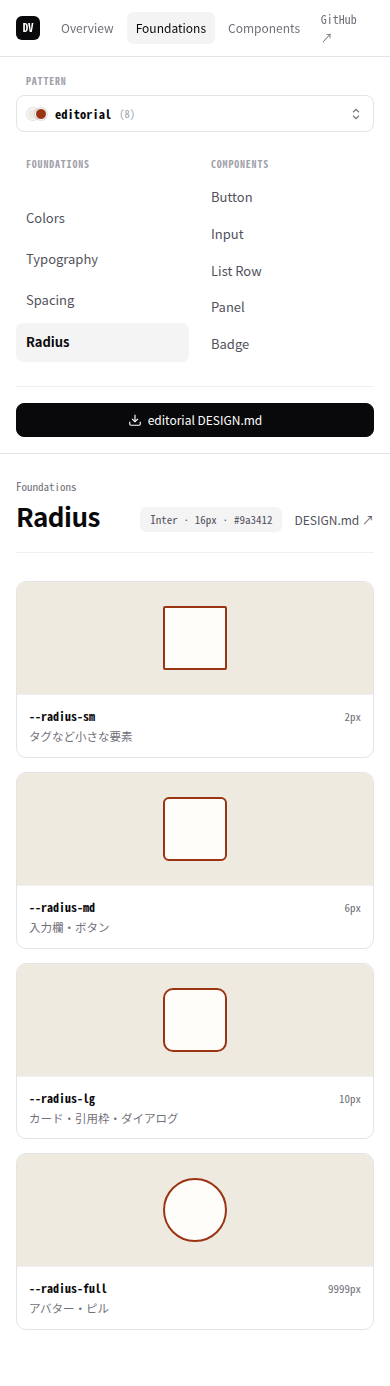 DV Overview Foundations Components GitHub ↗
PATTERN
editorial (8)
FOUNDATIONS
Colors
Typography
Spacing
Radius
COMPONENTS
Button
Input
List Row
Panel
Badge
editorial DESIGN.md
Foundations
Radius Inter · 16px · #9a3412 DESIGN.md ↗
--radius-sm 2px
タグなど小さな要素
--radius-md 6px
入力欄・ボタン
--radius-lg 10px
カード・引用枠・ダイアログ
--radius-full 9999px
アバター・ピル